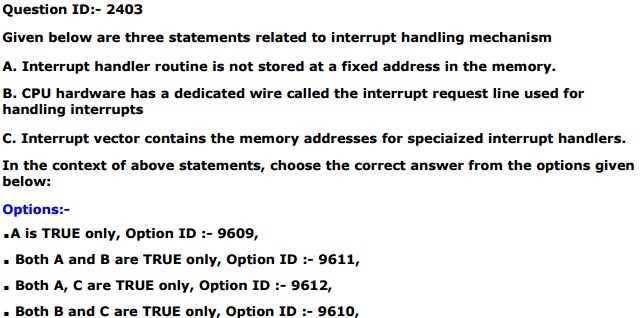 Question ID:- 2403
Given below are three statements related to interrupt handling mechanism
A. Interrupt handler routine is not stored at a fixed address in the memory.
B. CPU hardware has a dedicated wire called the interrupt request line used for
handling interrupts
C. Interrupt vector contains the memory addresses for speciaized interrupt handlers.
In the context of above statements, choose the correct answer from the options given
below:
Options:-
▪ A is TRUE only, Option ID :- 9609,
▪ Both A and B are TRUE only, Option ID :- 9611,
▪ Both A, C are TRUE only, Option ID :- 9612,
▪ Both B and C are TRUE only, Option ID :- 9610,